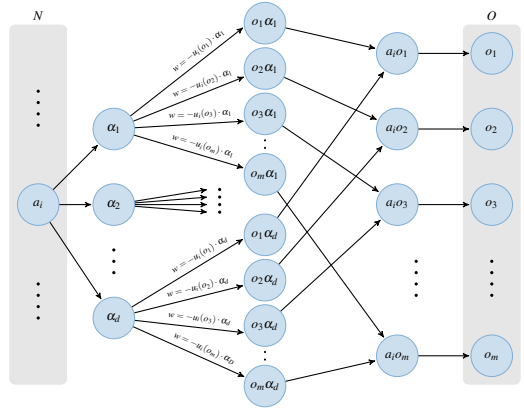 N
O
a_i
α_1
α_2
α_d
w = −u_i(o_1) · α_1
w = −u_i(o_2) · α_1
w = −u_i(o_3) · α_1
w = −u_i(o_m) · α_1
w = −u_i(o_1) · α_d
w = −u_i(o_2) · α_d
w = −u_i(o_3) · α_d
w = −u_i(o_m) · α_D
o_1α_1
o_2α_1
o_3α_1
o_mα_1
o_1α_d
o_2α_d
o_3α_d
o_mα_d
a_io_1
a_io_2
a_io_3
a_io_m
o_1
o_2
o_3
o_m